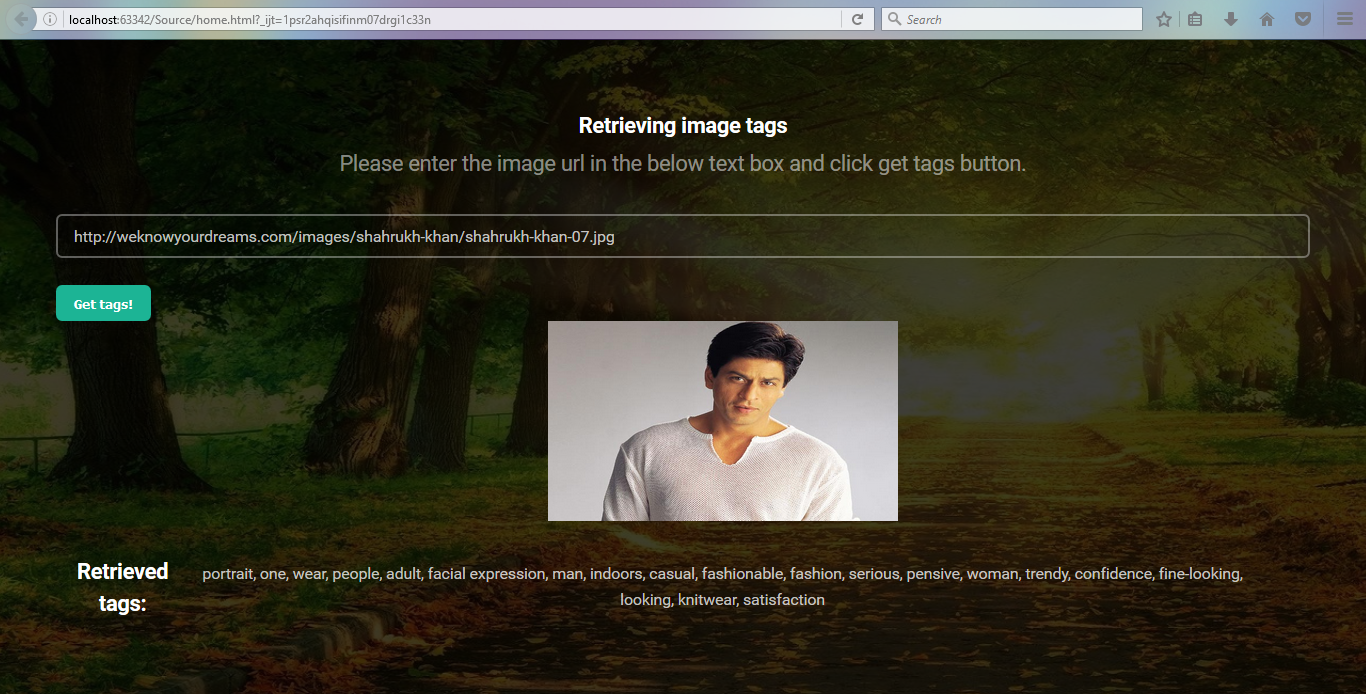 localhost:63342/Source/home.html?_ijt=1psr2ahqisifinm07drgi1c33n
Search
Retrieving image tags
Please enter the image url in the below text box and click get tags button.
http://weknowyourdreams.com/images/shahrukh-khan/shahrukh-khan-07.jpg
Get tags!
Retrieved
tags:
portrait, one, wear, people, adult, facial expression, man, indoors, casual, fashionable, fashion, serious, pensive, woman, trendy, confidence, fine-looking,
looking, knitwear, satisfaction